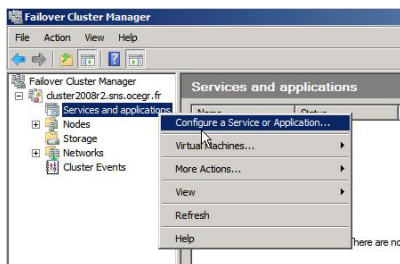 Failover Cluster Manager
File Action View Help
Failover Cluster Manager
cluster2008r2.sns.ocegr.fr
Services and applications
Nodes
Storage
Networks
Cluster Events
Services and applications
Name Status
Configure a Service or Application...
Virtual Machines...
More Actions...
View
Refresh
Help
here are no